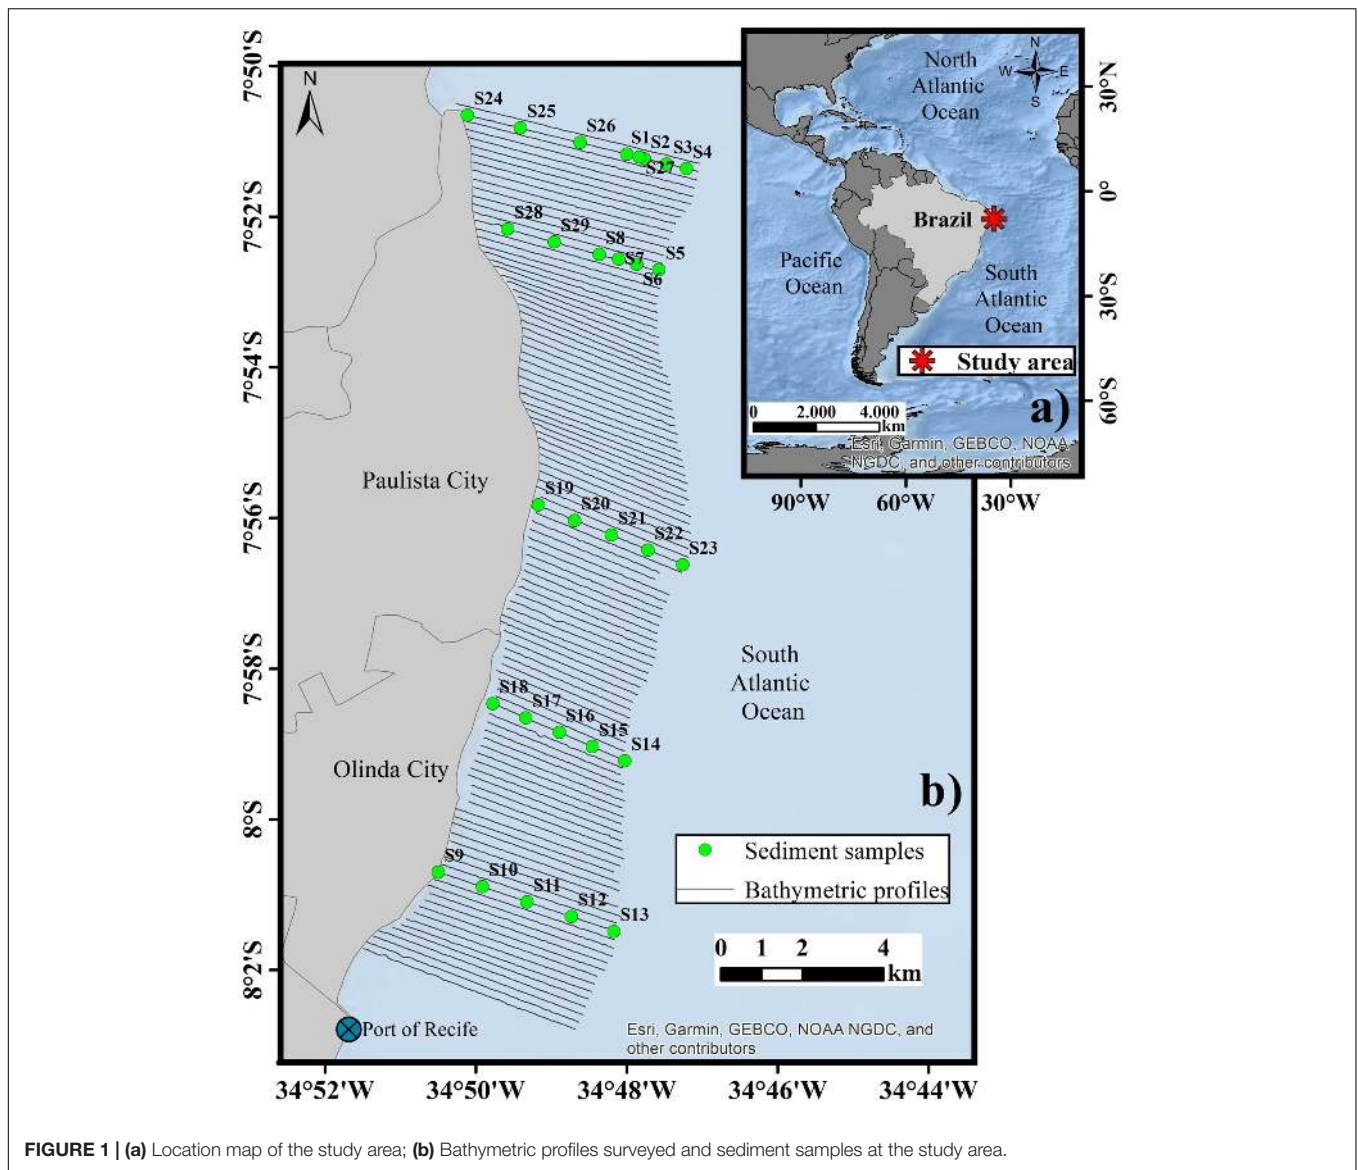 7°50'S
7°52'S
7°54'S
7°56'S
7°58'S
8°S
8°2'S
34°52'W
34°50'W
34°48'W
34°46'W
34°44'W
N
S24
S25
S26
S1
S2
S3
S4
S27
S28
S29
S8
S7
S6
S5
Paulista City
S19
S20
S21
S22
S23
S18
S17
S16
S15
S14
Olinda City
S9
S10
S11
S12
S13
Port of Recife
South
Atlantic
Ocean
b)
Sediment samples
Bathymetric profiles
0 1 2 4
km
Esri, Garmin, GEBCO, NOAA NGDC, and
other contributors
North
Atlantic
Ocean
N
W E
S
Brazil
Pacific
Ocean
South
Atlantic
Ocean
Study area
a)
0 2.000 4.000
km
Esri, Garmin, GEBCO, NOAA
NGDC, and other contributors
30°N
0°
30°S
60°S
90°W
60°W
30°W
FIGURE 1 | (a) Location map of the study area; (b) Bathymetric profiles surveyed and sediment samples at the study area.